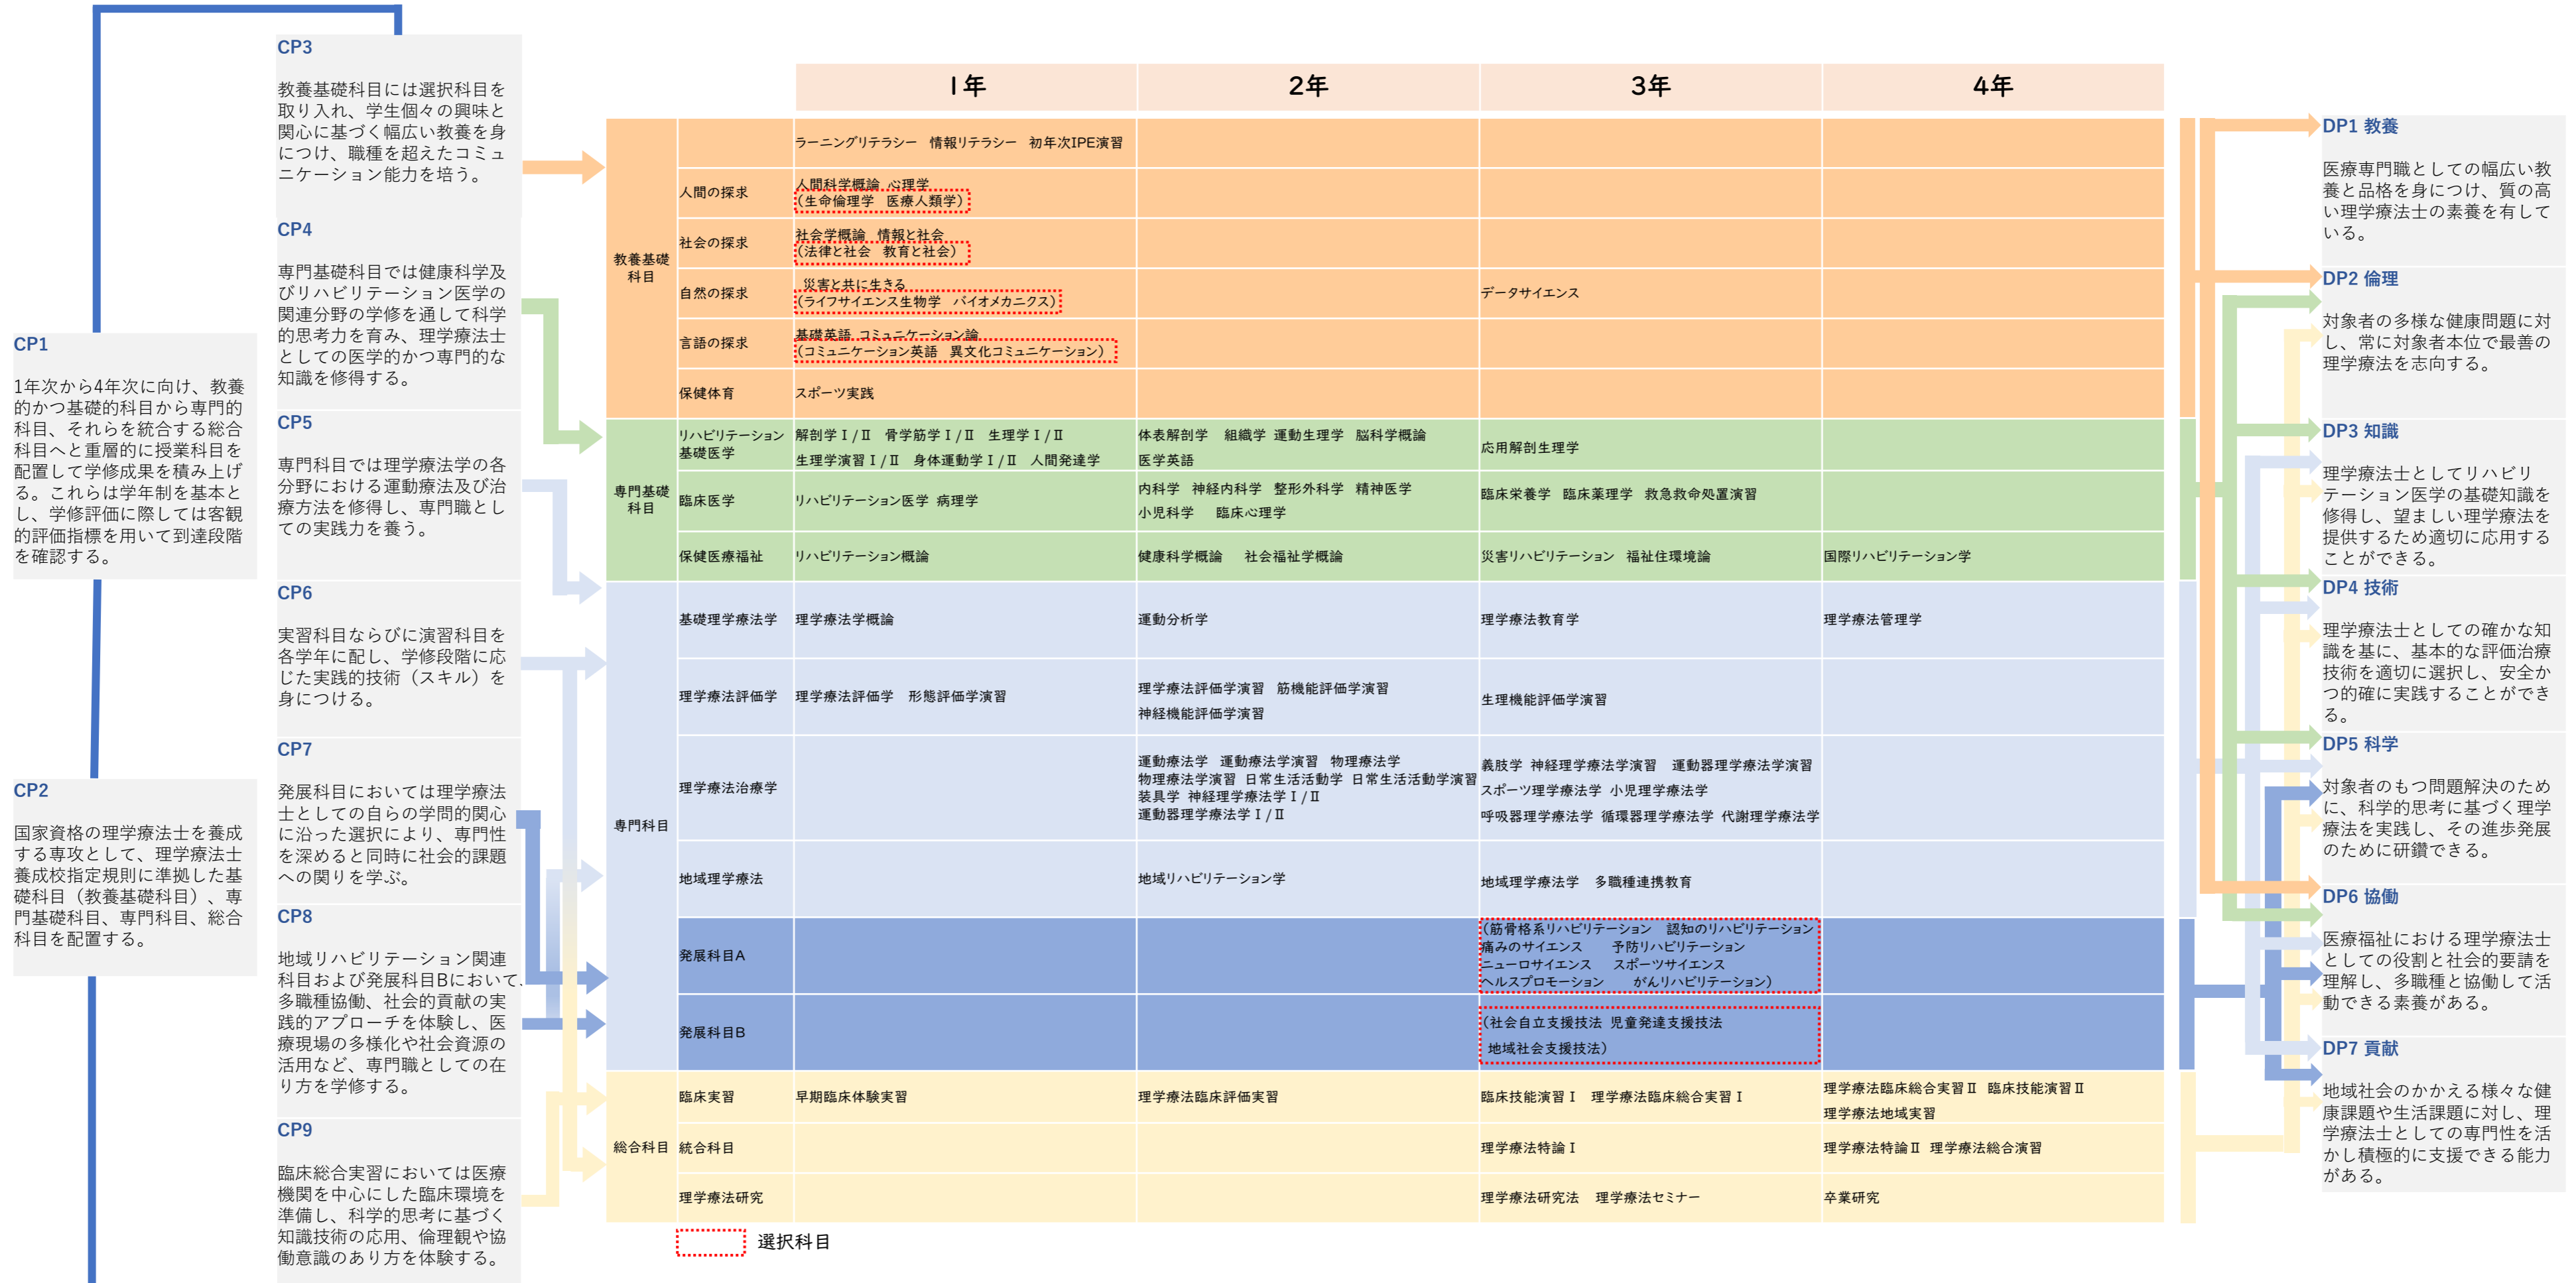 CP1
1年次から4年次に向け、教養
的かつ基礎的科目から専門的
科目、それらを統合する総合
科目へと重層的に授業科目を
配置して学修成果を積み上げ
る。これらは学年制を基本と
し、学修評価に際しては客観
的評価指標を用いて到達段階
を確認する。
CP2
国家資格の理学療法士を養成
する専攻として、理学療法士
養成校指定規則に準拠した基
礎科目（教養基礎科目）、専
門基礎科目、専門科目、総合
科目を配置する。
CP3
教養基礎科目には選択科目を
取り入れ、学生個々の興味と
関心に基づく幅広い教養を身
につけ、職種を超えたコミュ
ニケーション能力を培う。
CP4
専門基礎科目では健康科学及
びリハビリテーション医学の
関連分野の学修を通して科学
的思考力を育み、理学療法士
としての医学的かつ専門的な
知識を修得する。
CP5
専門科目では理学療法学の各
分野における運動療法及び治
療方法を修得し、専門職とし
ての実践力を養う。
CP6
実習科目ならびに演習科目を
各学年に配し、学修段階に応
じた実践的技術（スキル）を
身につける。
CP7
発展科目においては理学療法
士としての自らの学問的関心
に沿った選択により、専門性
を深めると同時に社会的課題
への関りを学ぶ。
CP8
地域リハビリテーション関連
科目および発展科目Bにおいて、
多職種協働、社会的貢献の実
践的アプローチを体験し、医
療現場の多様化や社会資源の
活用など、専門職としての在
り方を学修する。
CP9
臨床総合実習においては医療
機関を中心にした臨床環境を
準備し、科学的思考に基づく
知識技術の応用、倫理観や協
働意識のあり方を体験する。
1年 2年 3年 4年
教養基礎
科目
ラーニングリテラシー 情報リテラシー 初年次IPE演習
人間の探求
人間科学概論 心理学
（生命倫理学 医療人類学）
社会の探求
社会学概論 情報と社会
（法律と社会 教育と社会）
自然の探求
災害と共に生きる
（ライフサイエンス生物学 バイオメカニクス）
データサイエンス
言語の探求
基礎英語 コミュニケーション論
（コミュニケーション英語 異文化コミュニケーション）
保健体育
スポーツ実践
専門基礎
科目
リハビリテーション
基礎医学
解剖学Ⅰ/Ⅱ 骨学筋学Ⅰ/Ⅱ 生理学Ⅰ/Ⅱ
生理学演習Ⅰ/Ⅱ 身体運動学Ⅰ/Ⅱ 人間発達学
体表解剖学 組織学 運動生理学 脳科学概論
医学英語
応用解剖生理学
臨床医学
リハビリテーション医学 病理学
内科学 神経内科学 整形外科学 精神医学
小児科学 臨床心理学
臨床栄養学 臨床薬理学 救急救命処置演習
保健医療福祉
リハビリテーション概論
健康科学概論 社会福祉学概論
災害リハビリテーション 福祉住環境論
国際リハビリテーション学
専門科目
基礎理学療法学
理学療法学概論
運動分析学
理学療法教育学
理学療法管理学
理学療法評価学
理学療法評価学 形態評価学演習
理学療法評価学演習 筋機能評価学演習
神経機能評価学演習
生理機能評価学演習
理学療法治療学
運動療法学 運動療法学演習 物理療法学
物理療法学演習 日常生活活動学 日常生活活動学演習
装具学 神経理学療法学Ⅰ/Ⅱ
運動器理学療法学Ⅰ/Ⅱ
義肢学 神経理学療法学演習 運動器理学療法学演習
スポーツ理学療法学 小児理学療法学
呼吸器理学療法学 循環器理学療法学 代謝理学療法学
地域理学療法
地域リハビリテーション学
地域理学療法学 多職種連携教育
発展科目A
（筋骨格系リハビリテーション 認知のリハビリテーション
痛みのサイエンス 予防リハビリテーション
ニューロサイエンス スポーツサイエンス
ヘルスプロモーション がんリハビリテーション）
発展科目B
（社会自立支援技法 児童発達支援技法
地域社会支援技法）
総合科目
臨床実習
早期臨床体験実習
理学療法臨床評価実習
臨床技能演習Ⅰ 理学療法臨床総合実習Ⅰ
理学療法臨床総合実習Ⅱ 臨床技能演習Ⅱ
理学療法地域実習
統合科目
理学療法特論Ⅰ
理学療法特論Ⅱ 理学療法総合演習
理学療法研究
理学療法研究法 理学療法セミナー
卒業研究
選択科目
DP1 教養
医療専門職としての幅広い教
養と品格を身につけ、質の高
い理学療法士の素養を有して
いる。
DP2 倫理
対象者の多様な健康問題に対
し、常に対象者本位で最善の
理学療法を志向する。
DP3 知識
理学療法士としてリハビリ
テーション医学の基礎知識を
修得し、望ましい理学療法を
提供するため適切に応用する
ことができる。
DP4 技術
理学療法士としての確かな知
識を基に、基本的な評価治療
技術を適切に選択し、安全か
つ的確に実践することができ
る。
DP5 科学
対象者のもつ問題解決のため
に、科学的思考に基づく理学
療法を実践し、その進歩発展
のために研鑽できる。
DP6 協働
医療福祉における理学療法士
としての役割と社会的要請を
理解し、多職種と協働して活
動できる素養がある。
DP7 貢献
地域社会のかかえる様々な健
康課題や生活課題に対し、理
学療法士としての専門性を活
かし積極的に支援できる能力
がある。